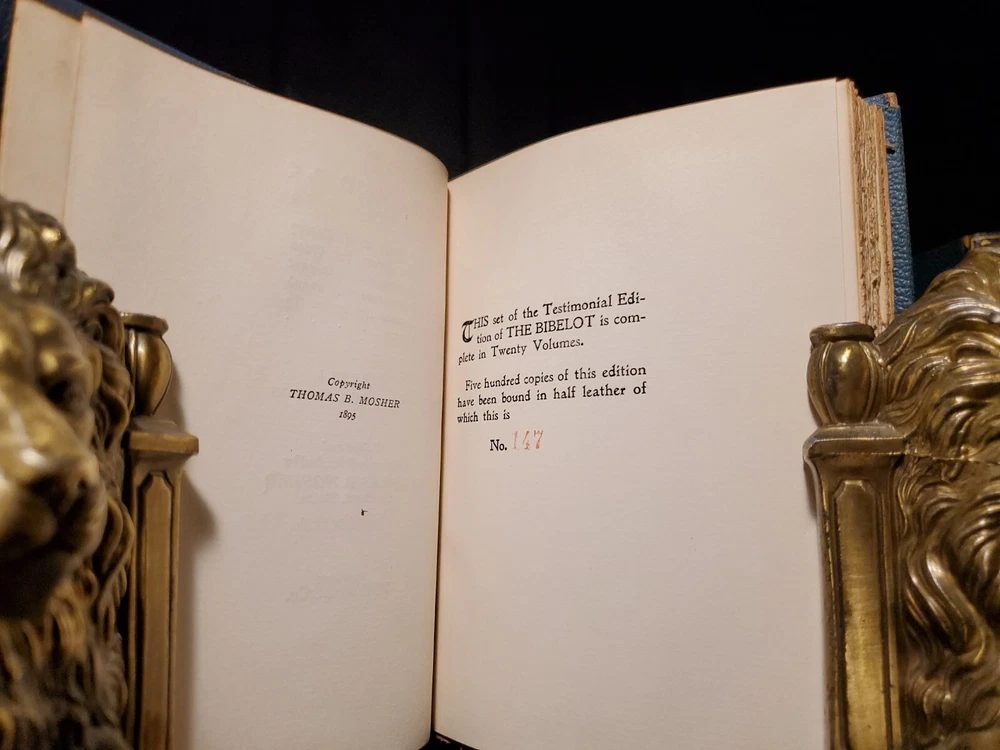 Copyright
THOMAS B. MOSHER
1895
THIS set of the Testimonial Edi-
tion of THE BIBELOT is com-
plete in Twenty Volumes.
Five hundred copies of this edition
have been bound in half leather of
which this is
No. 147